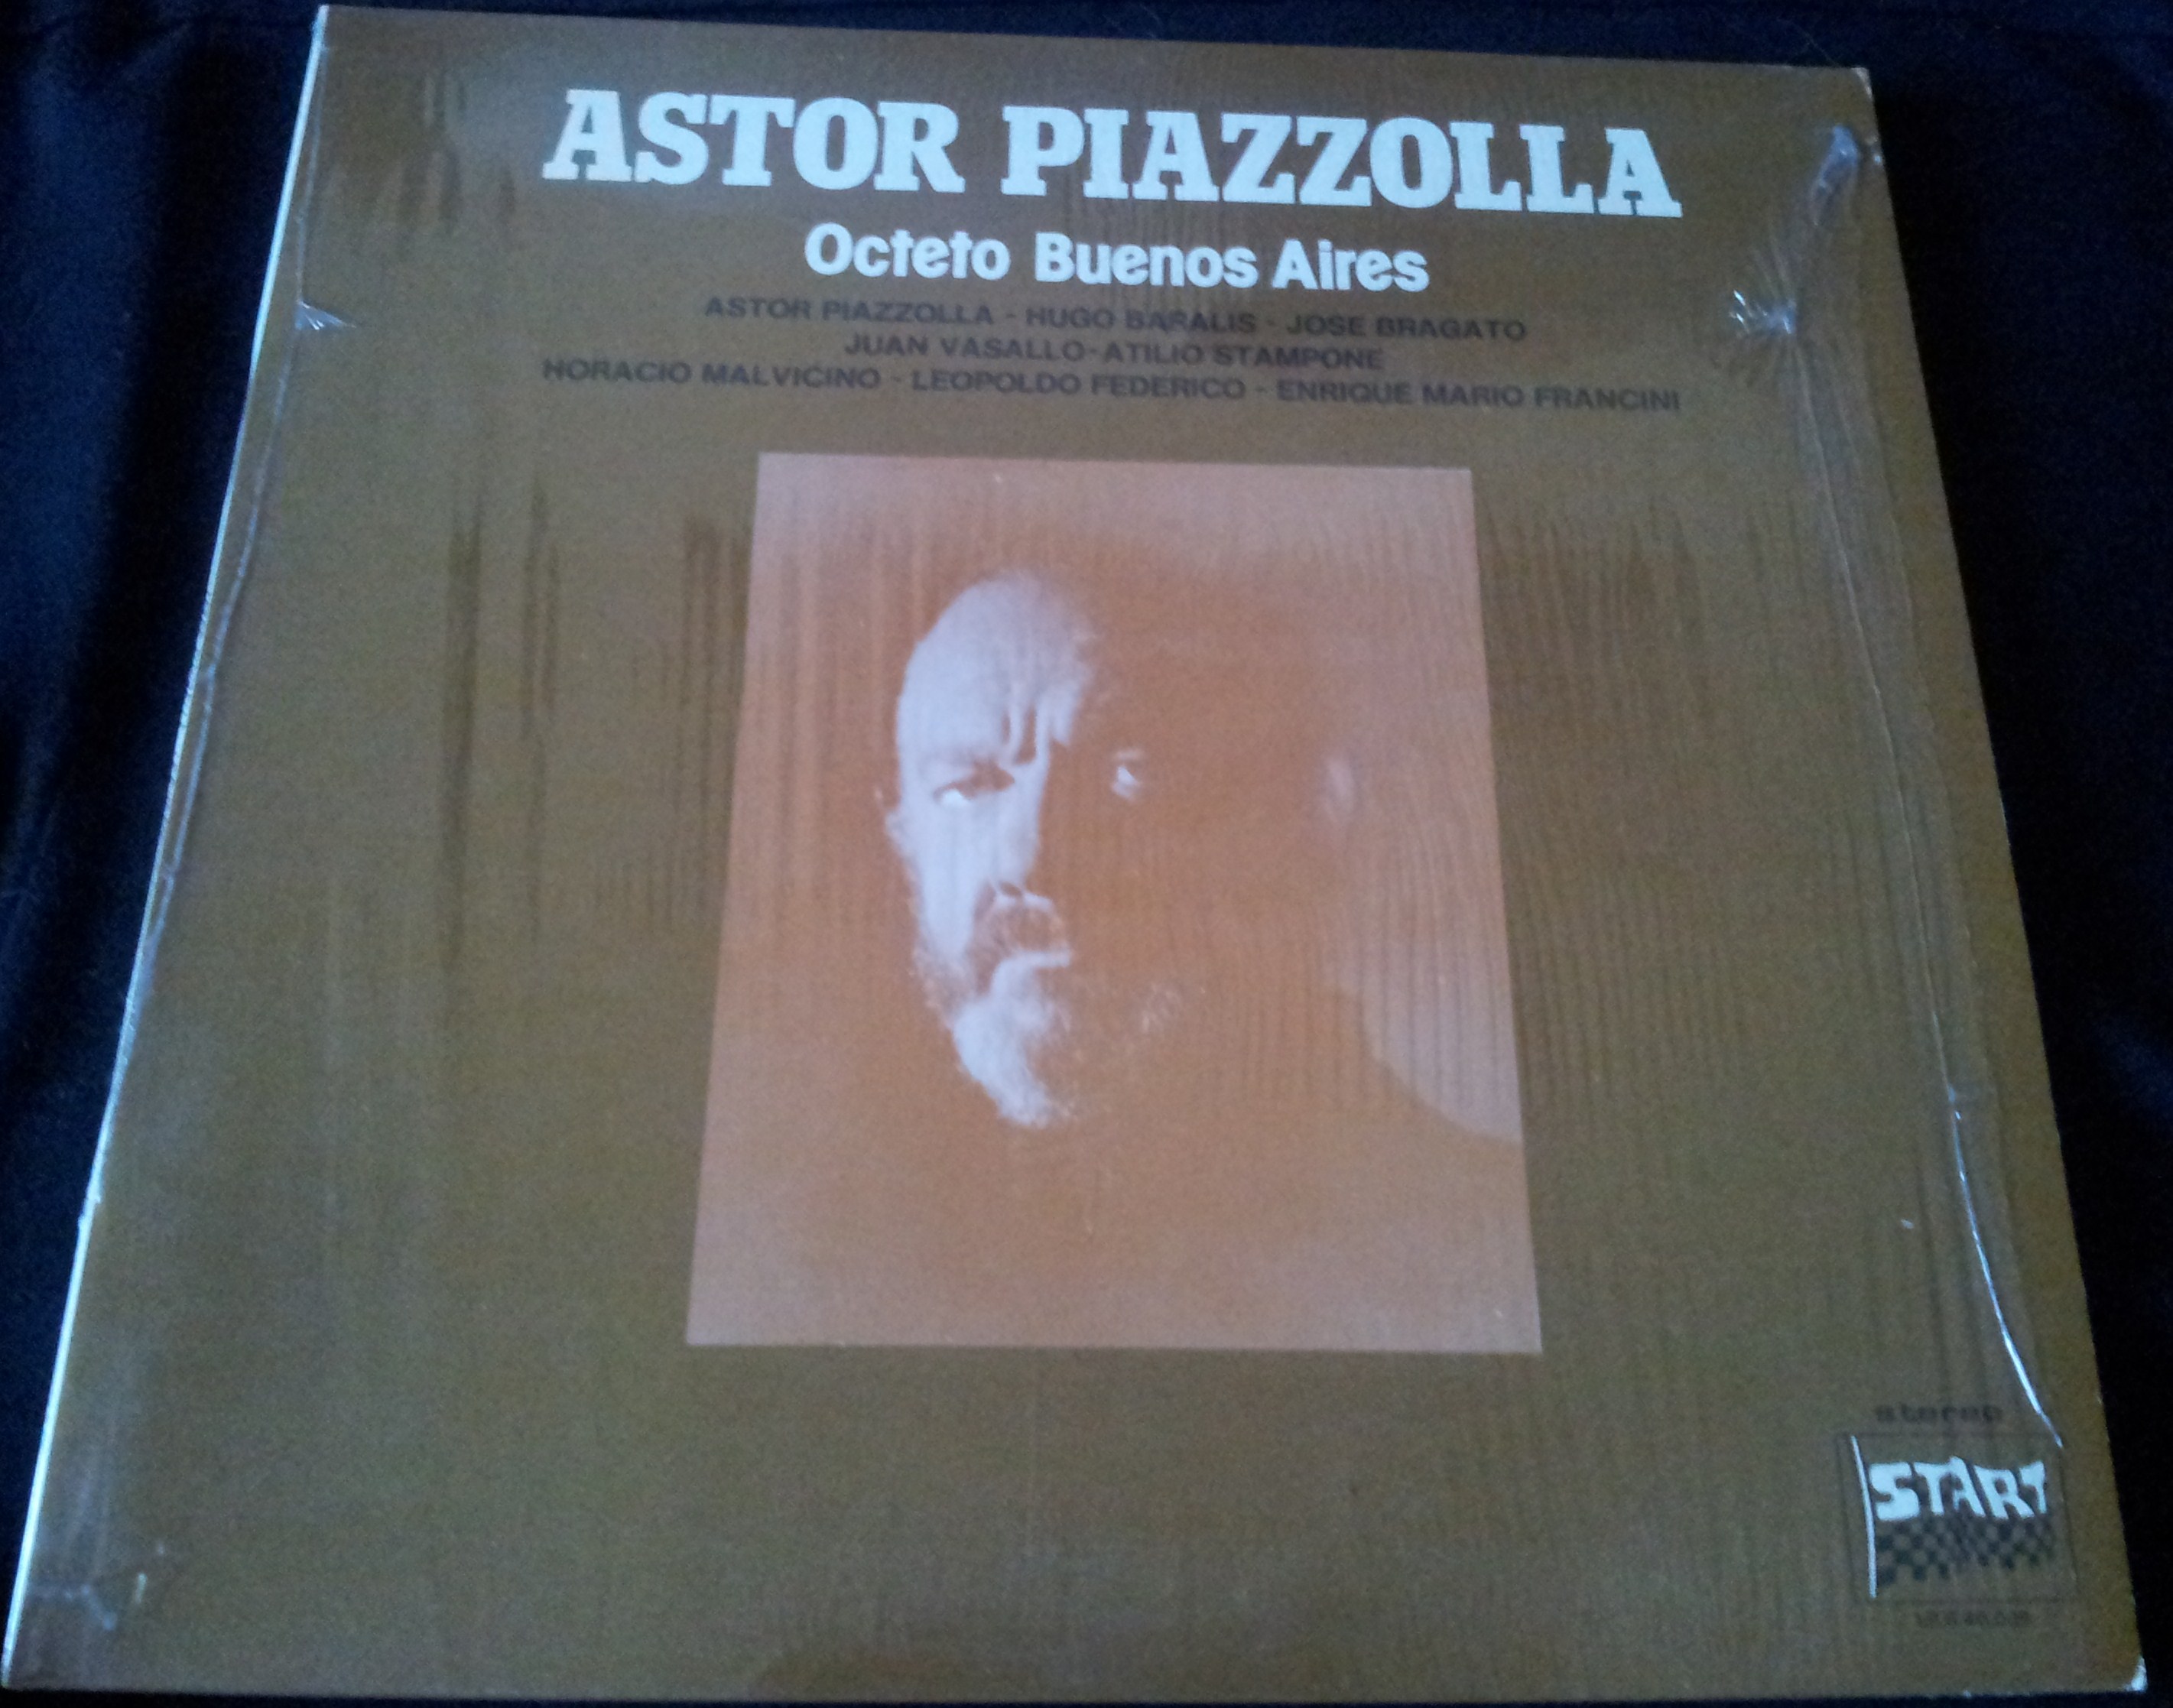 ASTOR PIAZZOLLA
Octeto Buenos Aires
ASTOR PIAZZOLLA - HUGO BARALIS - JOSE BRAGATO
JUAN VASALLO-ATILIO STAMPONE
HORACIO MALVICINO - LEOPOLDO FEDERICO - ENRIQUE MARIO FRANCINI
stereo
START